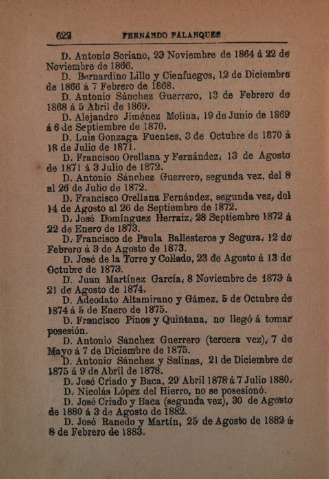 622 FERNANDO PALANQUES
D. Antonio Soriano, 23 Noviembre de 1864 á 22 de
Noviembre de 1866.
D. Bernardino Lillo y Cienfuegos, 12 de Diciembre
de 1866 á 7 Febrero de 1868.
D. Antonio Sánchez Guerrero, 13 de Febrero de
1868 á 5 Abril de 1869.
D. Alejandro Jiménez Molina, 19 de Junio de 1869
á 6 de Septiembre de 1870.
D. Luis Gonzaga Fuentes, 3 de Octubre de 1870 á
18 de Julio de 1871.
D. Francisco Orellana y Fernández, 13 de Agosto
de 1871 á 3 Julio de 1872.
D. Antonio Sánchez Guerrero, segunda vez, del 8
al 26 de Julio de 1872.
D. Francisco Orellana Fernández, segunda vez, del
14 de Agosto al 26 de Septiembre de 1872.
D. José Domínguez Herraiz, 28 Septiembre 1872 á
22 de Enero de 1873.
D. Francisco de Paula Ballesteros y Segura, 12 de
Febrero á 3 de Agosto de 1873.
D. José de la Torre y Collado, 23 de Agosto á 13 de
Octubre de 1873.
D. Juan Martínez García, 8 Noviembre de 1873 á
21 de Agosto de 1874.
D. Adeodato Altamirano y Gámez, 5 de Octubre de
1874 á 5 de Enero de 1875.
D. Francisco Pinos y Quintana, no llegó á tomar
posesión.
D. Antonio Sánchez Guerrero (tercera vez), 7 de
Mayo á 7 de Diciembre de 1875.
D. Antonio Sánchez y Salinas, 21 de Diciembre de
1875 á 9 de Abril de 1878.
D. José Criado y Baca, 29 Abril 1878 á 7 Julio 1880.
D. Nicolás López del Hierro, no se posesionó.
D. José Criado y Baca (segunda vez), 30 de Agosto
de 1880 á 3 de Agosto de 1882.
D. José Ranedo y Martín, 25 de Agosto de 1882 á
8 de Febrero de 1883.